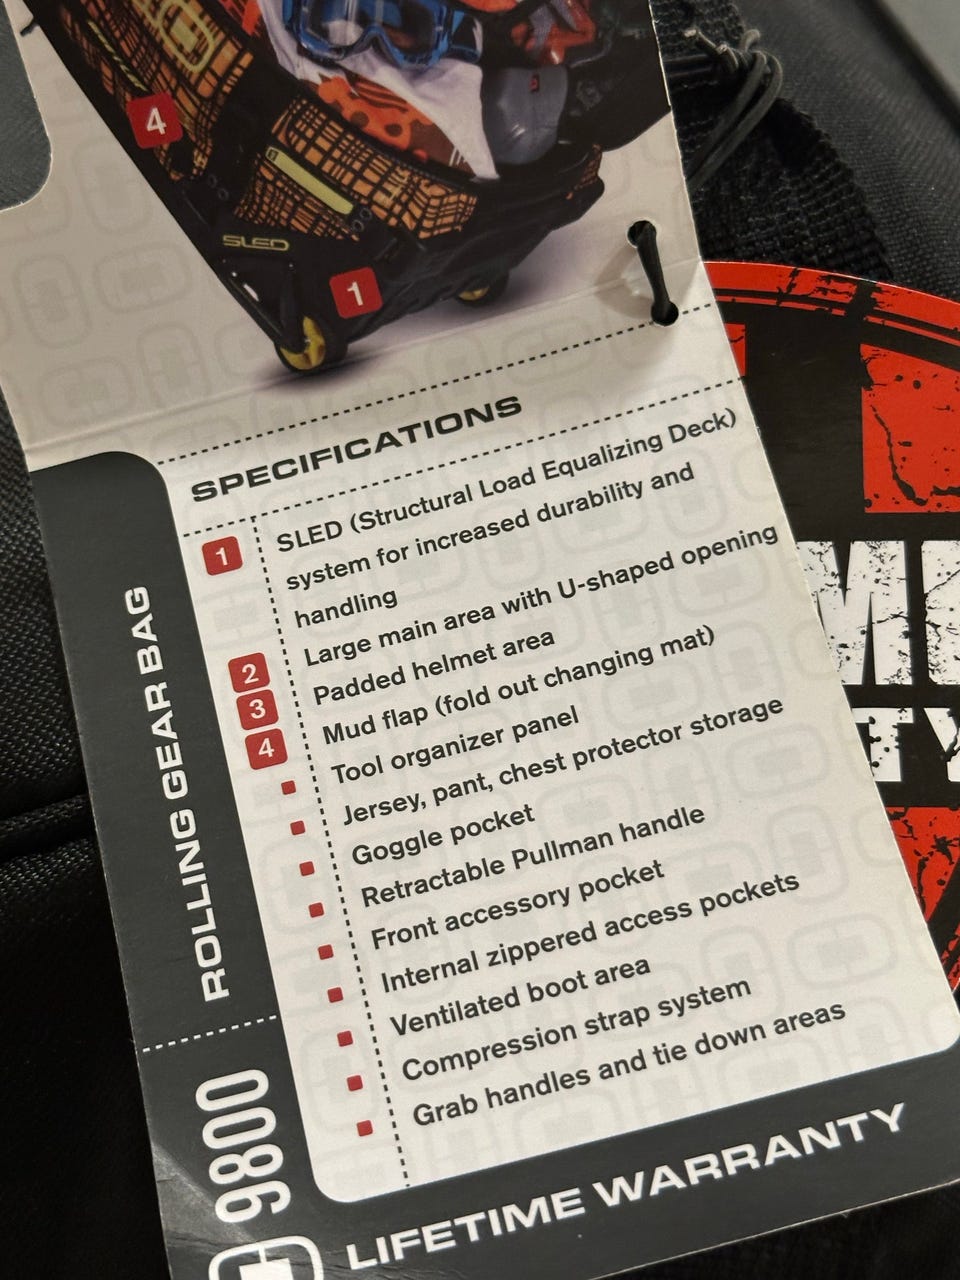 4
SLED
1
SPECIFICATIONS
1 SLED (Structural Load Equalizing Deck)
system for increased durability and
handling
2 Large main area with U-shaped opening
3 Padded helmet area
4 Mud flap (fold out changing mat)
Tool organizer panel
Jersey, pant, chest protector storage
Goggle pocket
Retractable Pullman handle
Front accessory pocket
Internal zippered access pockets
Ventilated boot area
Compression strap system
Grab handles and tie down areas
ROLLING GEAR BAG
9800
LIFETIME WARRANTY